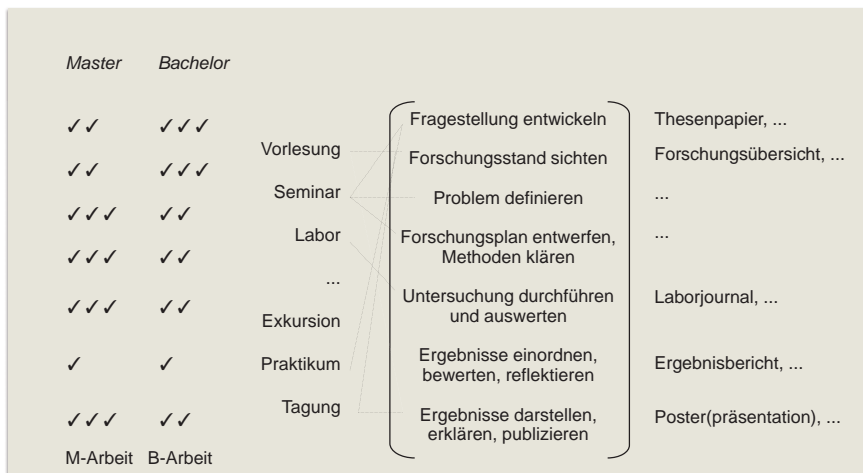 Master Bachelor
✓✓ ✓✓✓ Fragestellung entwickeln Thesenpapier, ...
Vorlesung Forschungsstand sichten Forschungsübersicht, ...
✓✓ ✓✓✓
Seminar Problem definieren ...
✓✓✓ ✓✓
Labor Forschungsplan entwerfen, ...
✓✓✓ ✓✓ Methoden klären
...
Untersuchung durchführen Laborjournal, ...
✓✓✓ ✓✓ und auswerten
Exkursion
Ergebnisse einordnen,
✓ ✓ Praktikum Ergebnisbericht, ...
bewerten, reflektieren
Tagung
✓✓✓ ✓✓ Ergebnisse darstellen, Poster(präsentation), ...
erklären, publizieren
M-Arbeit B-Arbeit